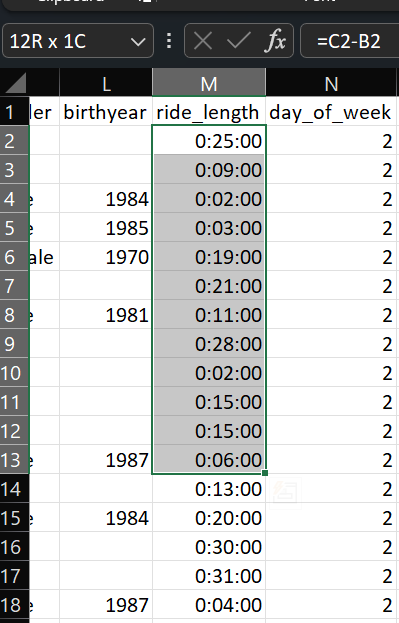 12R x 1C fx =C2-B2
L M N
1 ler birthyear ride_length day_of_week
2 0:25:00 2
3 0:09:00 2
4 e 1984 0:02:00 2
5 e 1985 0:03:00 2
6 ale 1970 0:19:00 2
7 0:21:00 2
8 e 1981 0:11:00 2
9 0:28:00 2
10 0:02:00 2
11 0:15:00 2
12 0:15:00 2
13 e 1987 0:06:00 2
14 0:13:00 2
15 e 1984 0:20:00 2
16 0:30:00 2
17 0:31:00 2
18 e 1987 0:04:00 2